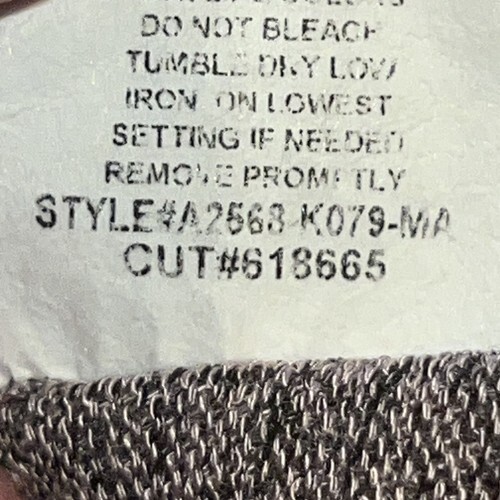 DO NOT BLEACH
TUMBLE DRY LOW
IRON ON LOWEST
SETTING IF NEEDED
REMOVE PROMPTLY
STYLE#A2568-K079-MA
CUT#618665